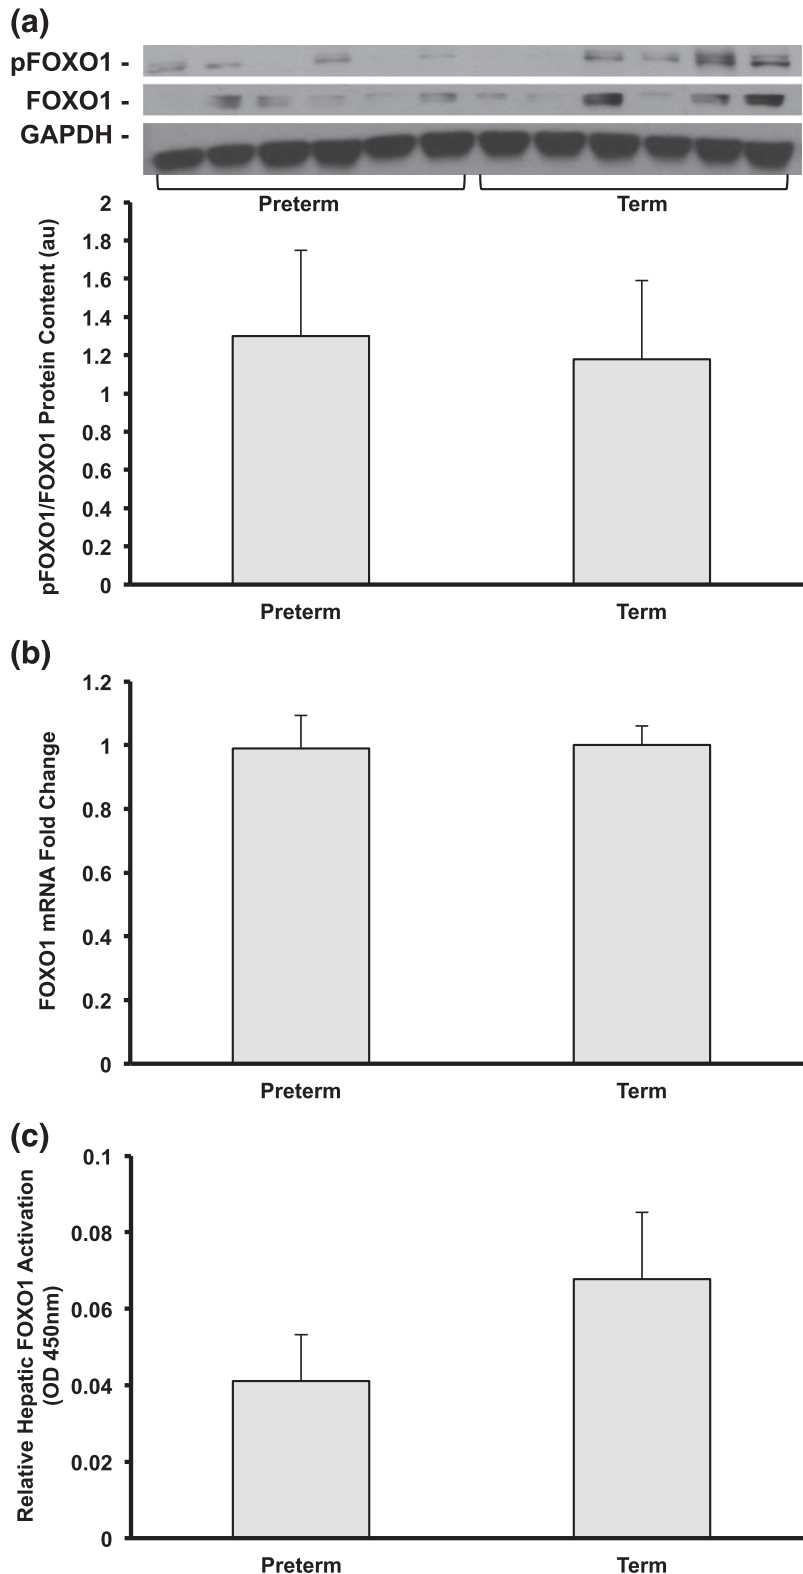 (a)
pFOXO1 -
FOXO1 -
GAPDH -
Preterm Term
pFOXO1/FOXO1 Protein Content (au)
2
1.8
1.6
1.4
1.2
1
0.8
0.6
0.4
0.2
0
Preterm Term
(b)
FOXO1 mRNA Fold Change
1.2
1
0.8
0.6
0.4
0.2
0
Preterm Term
(c)
Relative Hepatic FOXO1 Activation
(OD 450nm)
0.1
0.08
0.06
0.04
0.02
0
Preterm Term